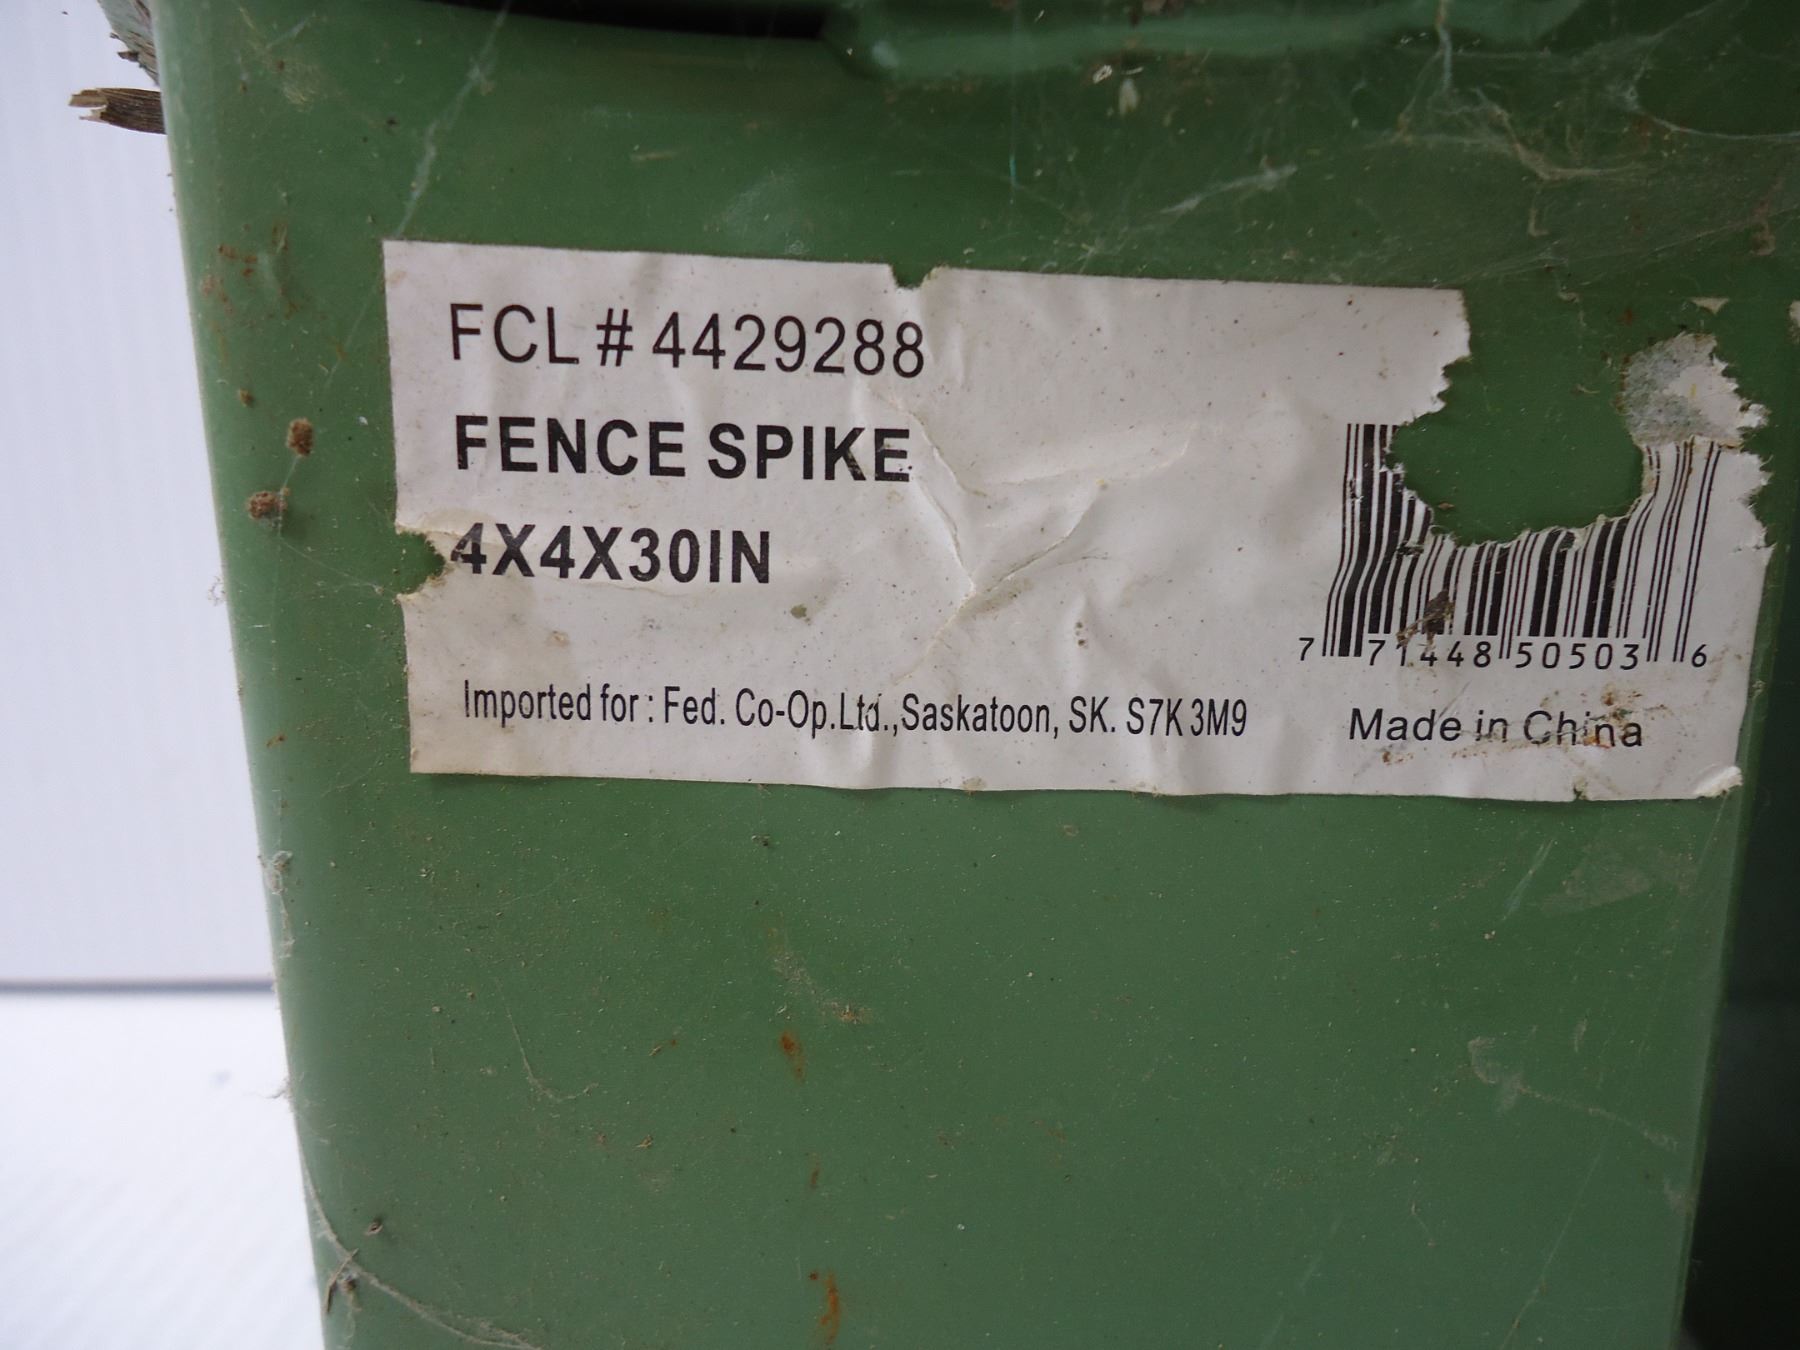 FCL # 4429288
FENCE SPIKE
4X4X30IN
7 71448 50503 6
Imported for : Fed. Co-Op.Ltd.,Saskatoon, SK. S7K 3M9
Made in China